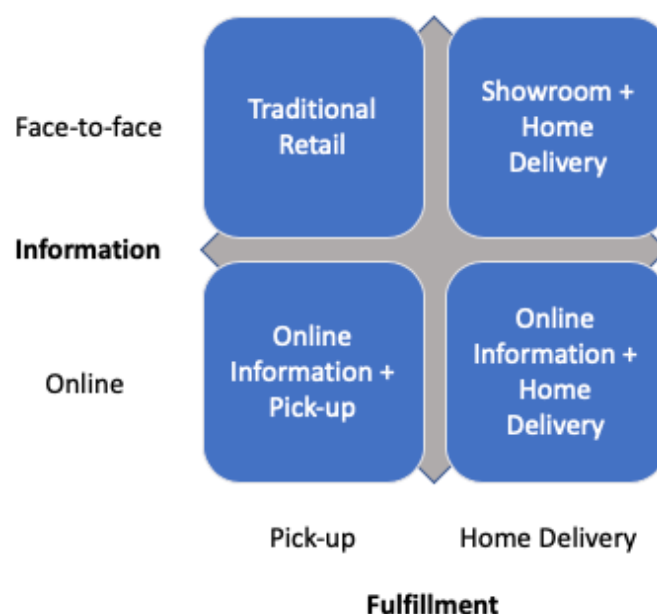 Face-to-face
Traditional
Retail
Showroom +
Home
Delivery
Information
Online
Online
Information +
Pick-up
Online
Information +
Home
Delivery
Pick-up
Home Delivery
Fulfillment